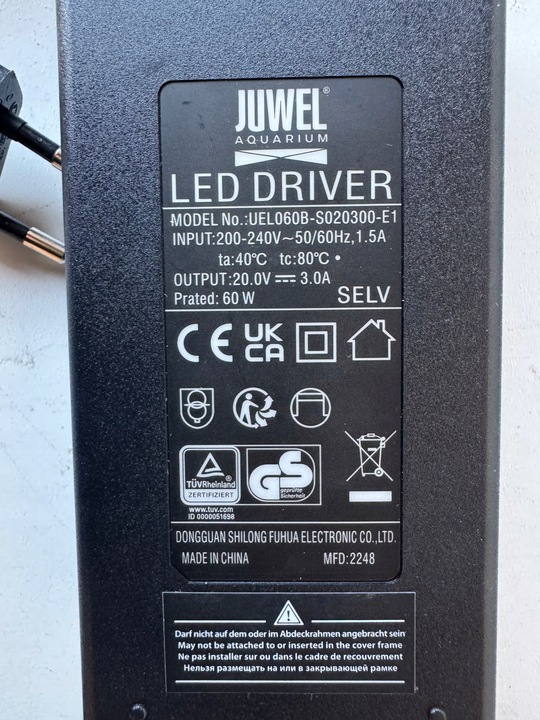 JUWEL®
AQUARIUM
LED DRIVER
MODEL No.:UEL060B-S020300-E1
INPUT:200-240V~50/60Hz,1.5A
ta:40℃ tc:80℃ •
OUTPUT:20.0V⎓3.0A
Prated: 60 W SELV
CE UK CA
TÜVRheinland
ZERTIFIZIERT
GS
geprüfte
Sicherheit
www.tuv.com
ID 0000051698
DONGGUAN SHILONG FUHUA ELECTRONIC CO.,LTD.
MADE IN CHINA MFD:2248
Darf nicht auf dem oder im Abdeckrahmen angebracht sein
May not be attached to or inserted in the cover frame
Ne pas installer sur ou dans le cadre de recouvrement
Нельзя размещать на или в закрывающей рамке